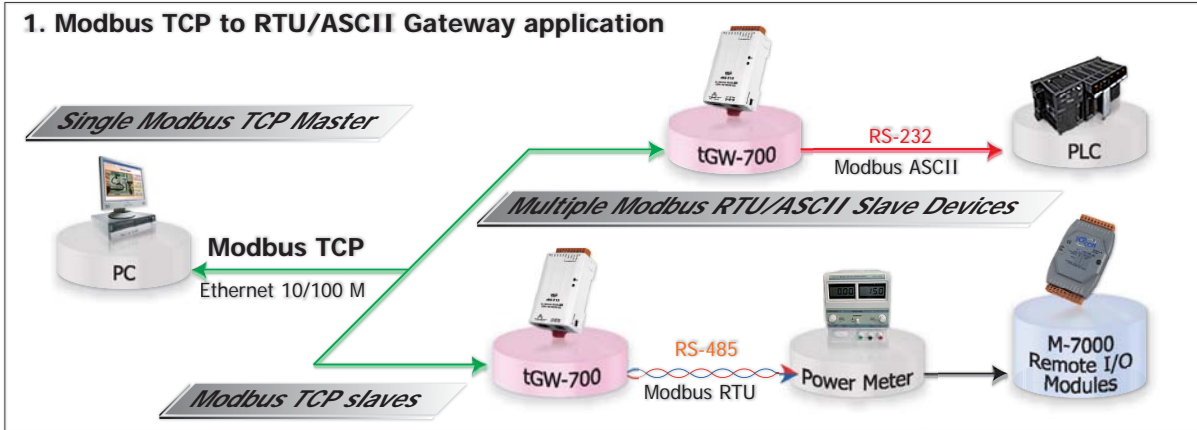 1. Modbus TCP to RTU/ASCII Gateway application
Single Modbus TCP Master
tGW-700
RS-232
Modbus ASCII
PLC
Multiple Modbus RTU/ASCII Slave Devices
PC
Modbus TCP
Ethernet 10/100 M
tGW-700
RS-485
Modbus RTU
Power Meter
M-7000
Remote I/O
Modules
Modbus TCP slaves